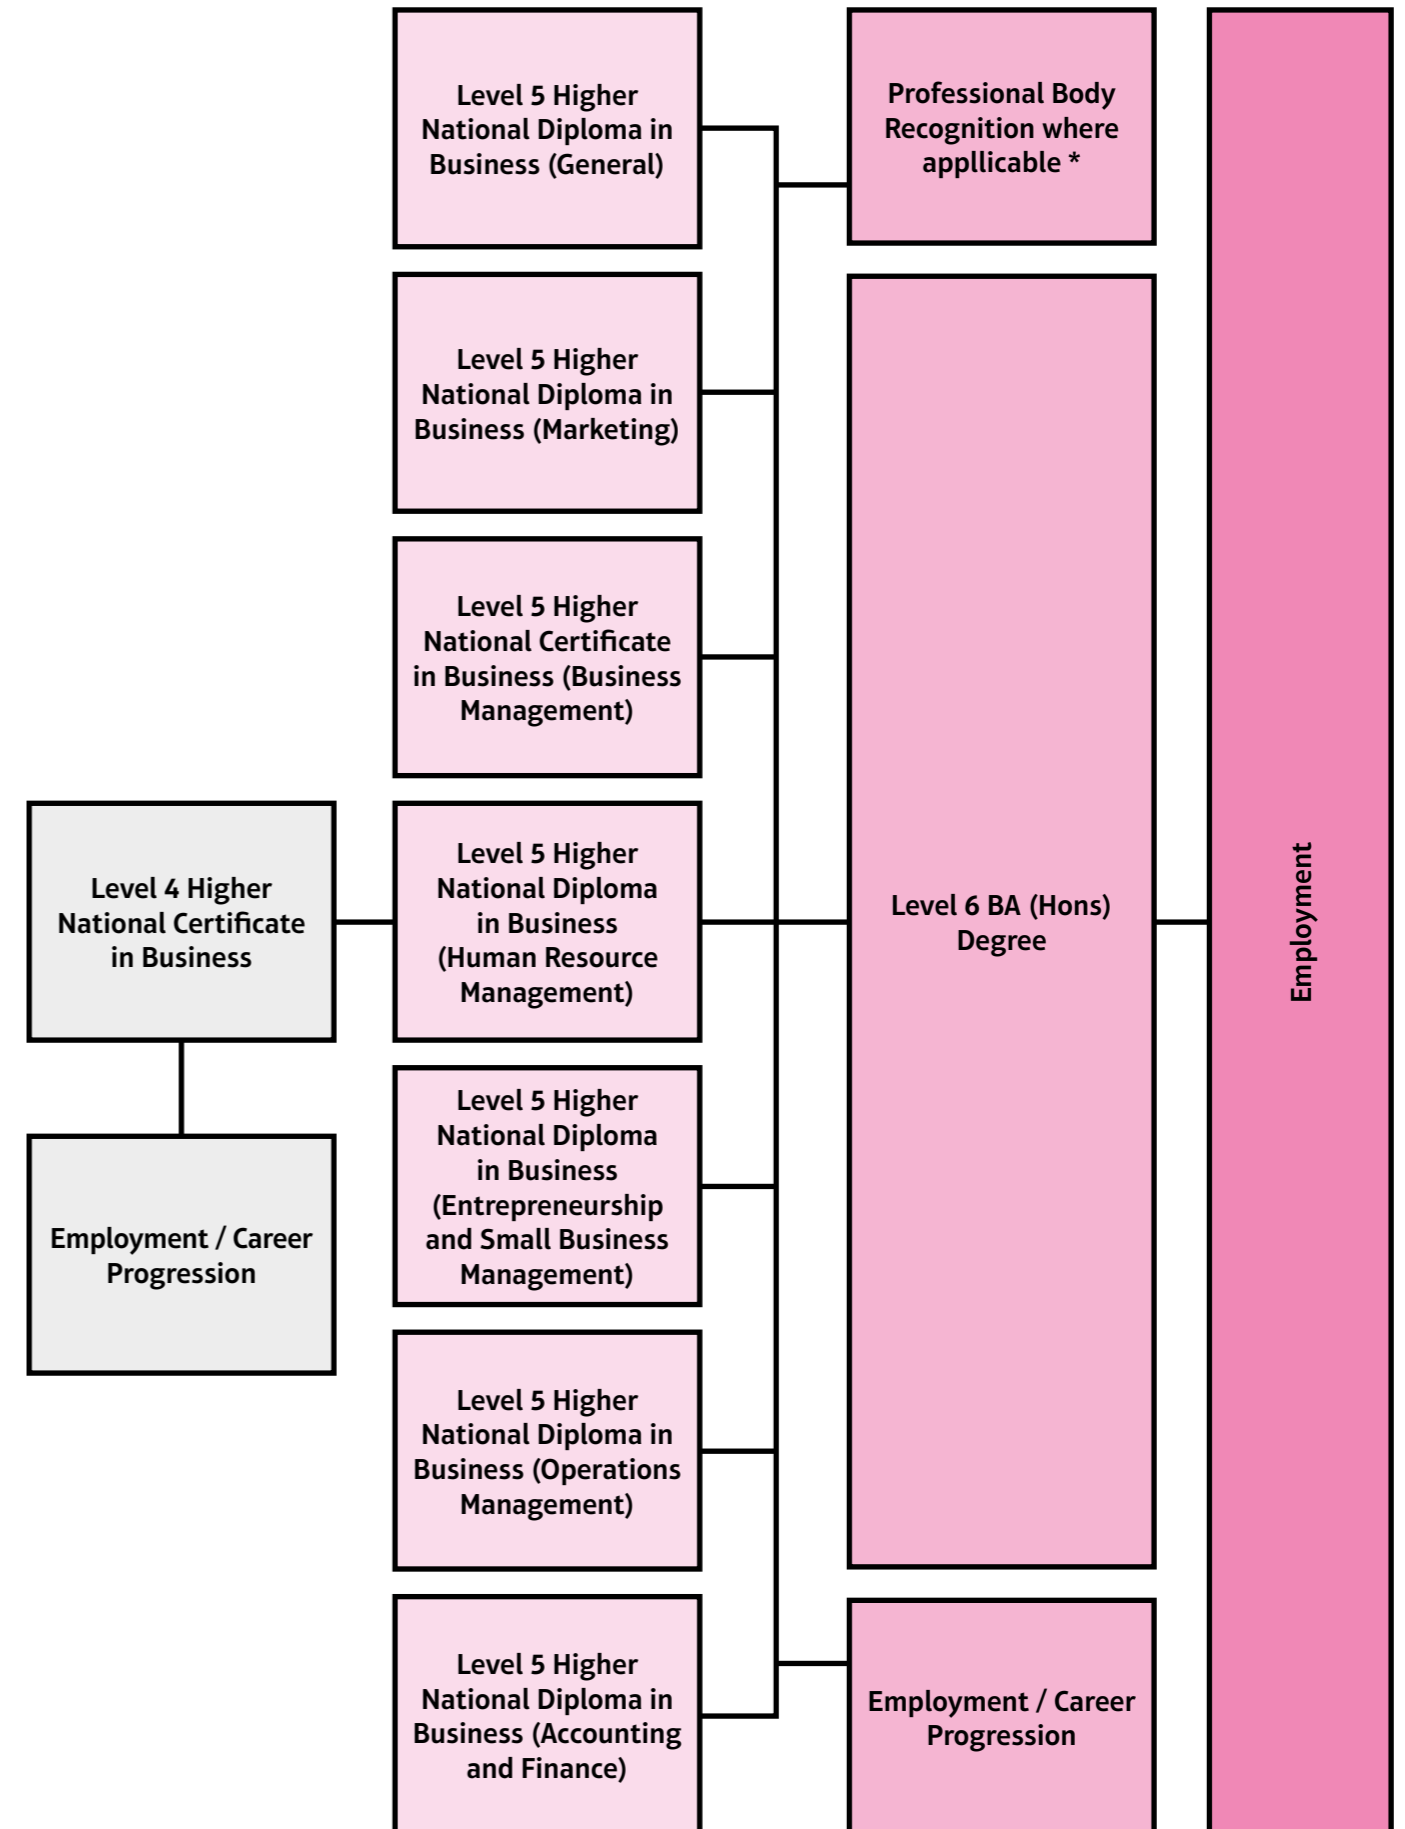 Level 5 Higher
National Diploma in
Business (General)
Professional Body
Recognition where
appllicable *
Level 5 Higher
National Diploma in
Business (Marketing)
Level 5 Higher
National Certificate
in Business (Business
Management)
Level 4 Higher
National Certificate
in Business
Level 5 Higher
National Diploma
in Business
(Human Resource
Management)
Level 6 BA (Hons)
Degree
Employment
Employment / Career
Progression
Level 5 Higher
National Diploma
in Business
(Entrepreneurship
and Small Business
Management)
Level 5 Higher
National Diploma in
Business (Operations
Management)
Level 5 Higher
National Diploma in
Business (Accounting
and Finance)
Employment / Career
Progression